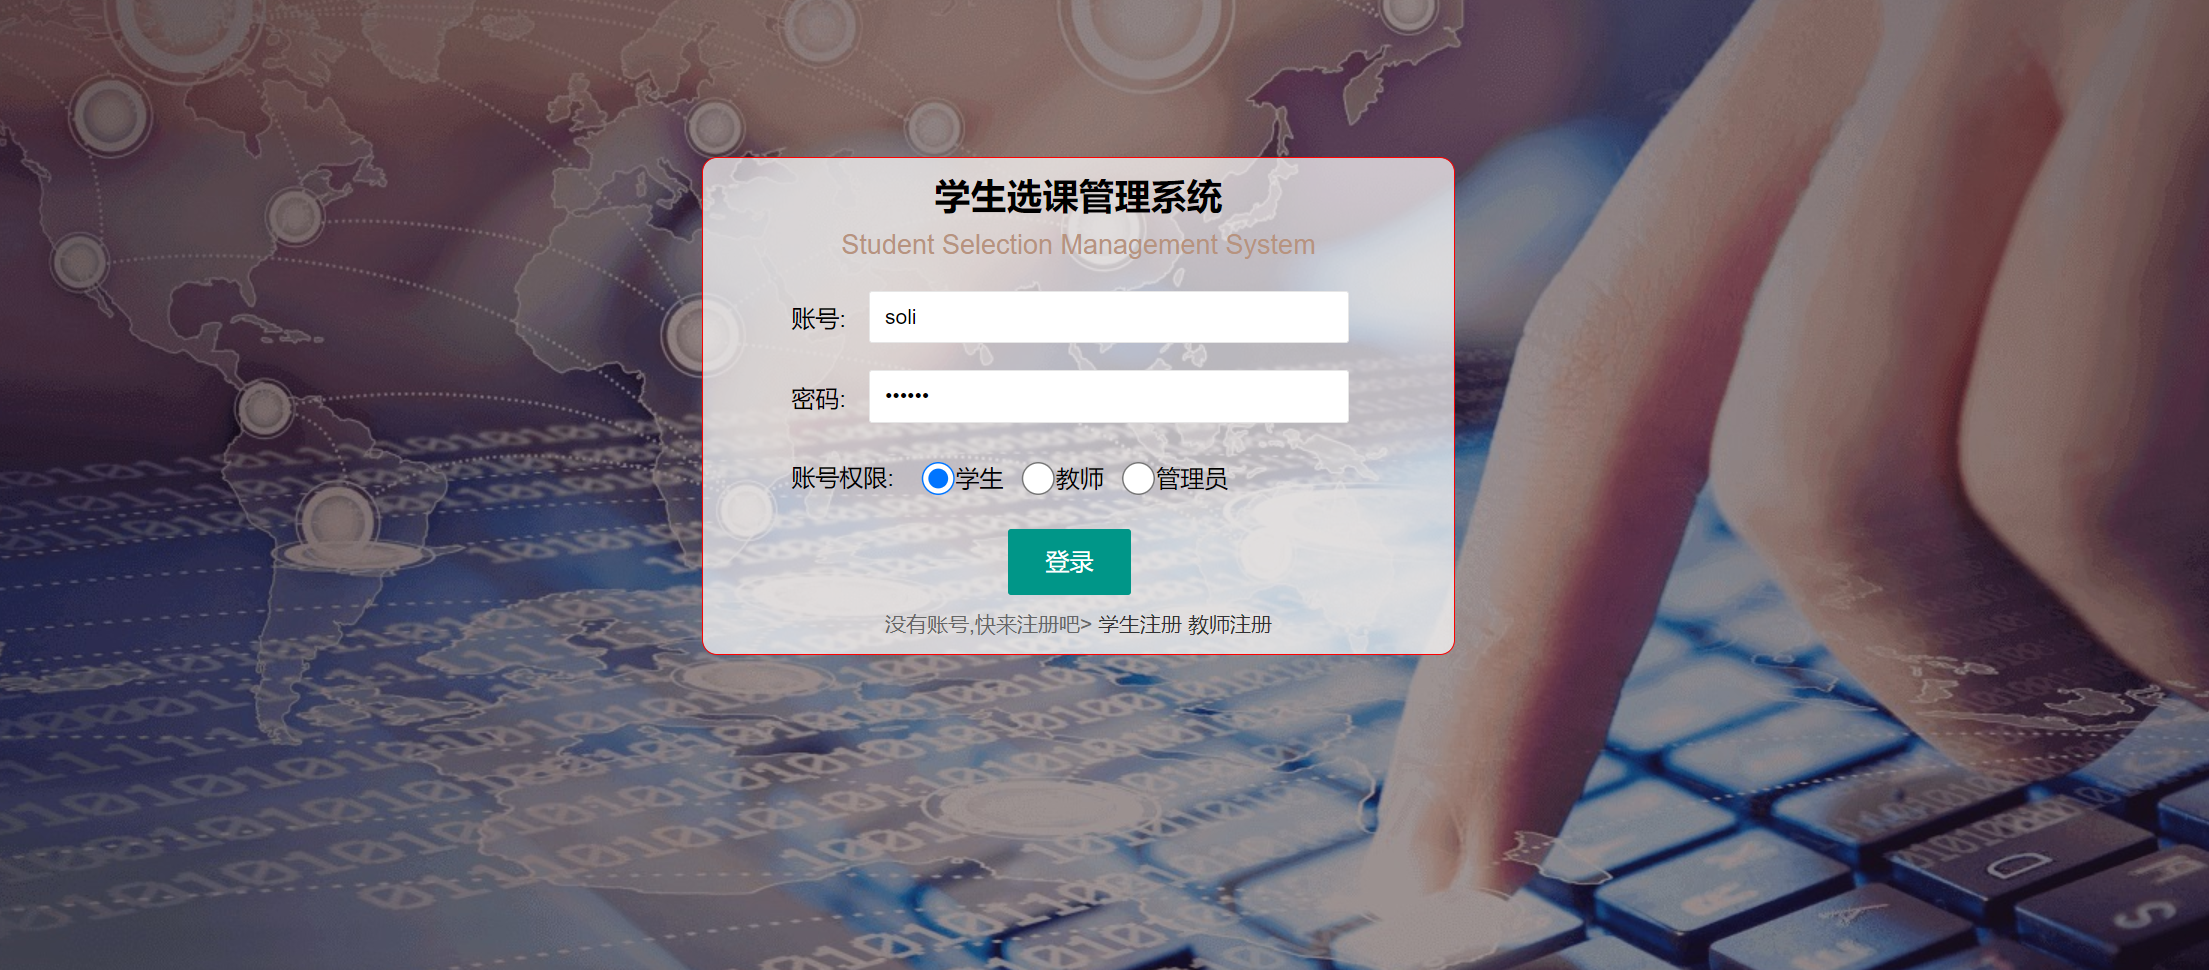 学生选课管理系统
Student Selection Management System
账号: soli
密码: ••••••
账号权限: 学生 教师 管理员
登录
没有账号,快来注册吧> 学生注册 教师注册